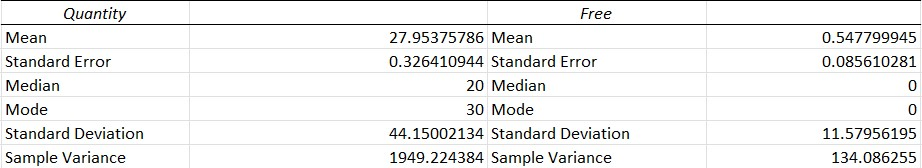 Quantity Free
Mean 27.95375786 Mean 0.547799945
Standard Error 0.326410944 Standard Error 0.085610281
Median 20 Median 0
Mode 30 Mode 0
Standard Deviation 44.15002134 Standard Deviation 11.57956195
Sample Variance 1949.224384 Sample Variance 134.086255